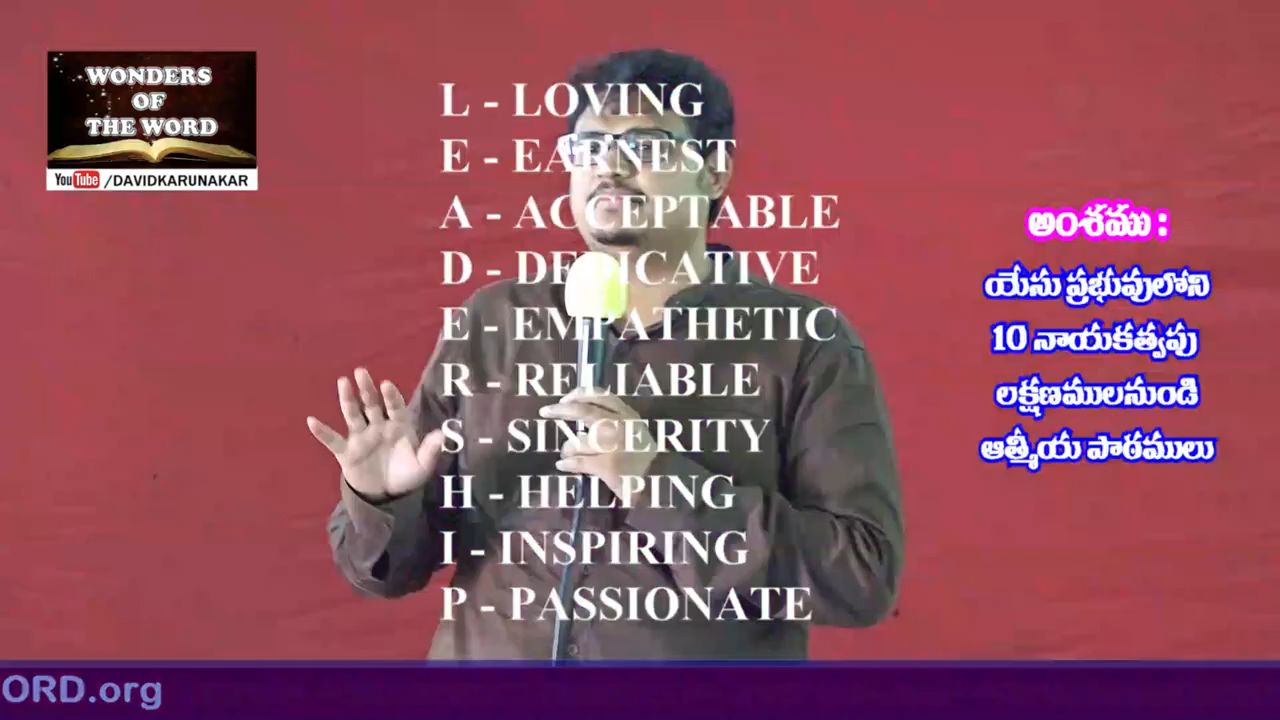 WONDERS
OF
THE WORD
YouTube /DAVIDKARUNAKAR
L - LOVING
E - EARNEST
A - ACCEPTABLE
D - DEDICATIVE
E - EMPATHETIC
R - RELIABLE
S - SINCERITY
H - HELPING
I - INSPIRING
P - PASSIONATE
అంశము :
యేసు ప్రభువులోని
10 నాయకత్వపు
లక్షణములనుండి
ఆత్మీయ పాఠములు
ORD.org